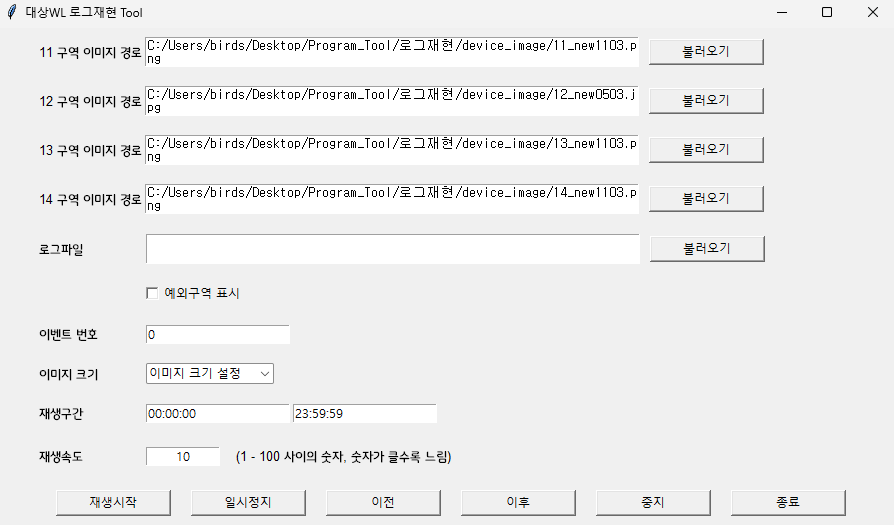 대상WL 로그재현 Tool
11 구역 이미지 경로
C:/Users/birds/Desktop/Program_Tool/로그재현/device_image/11_new1103.p
ng
불러오기
12 구역 이미지 경로
C:/Users/birds/Desktop/Program_Tool/로그재현/device_image/12_new0503.j
pg
불러오기
13 구역 이미지 경로
C:/Users/birds/Desktop/Program_Tool/로그재현/device_image/13_new1103.p
ng
불러오기
14 구역 이미지 경로
C:/Users/birds/Desktop/Program_Tool/로그재현/device_image/14_new1103.p
ng
불러오기
로그파일
불러오기
예외구역 표시
이벤트 번호
0
이미지 크기
이미지 크기 설정
재생구간
00:00:00
23:59:59
재생속도
10
(1 - 100 사이의 숫자, 숫자가 클수록 느림)
재생시작
일시정지
이전
이후
중지
종료